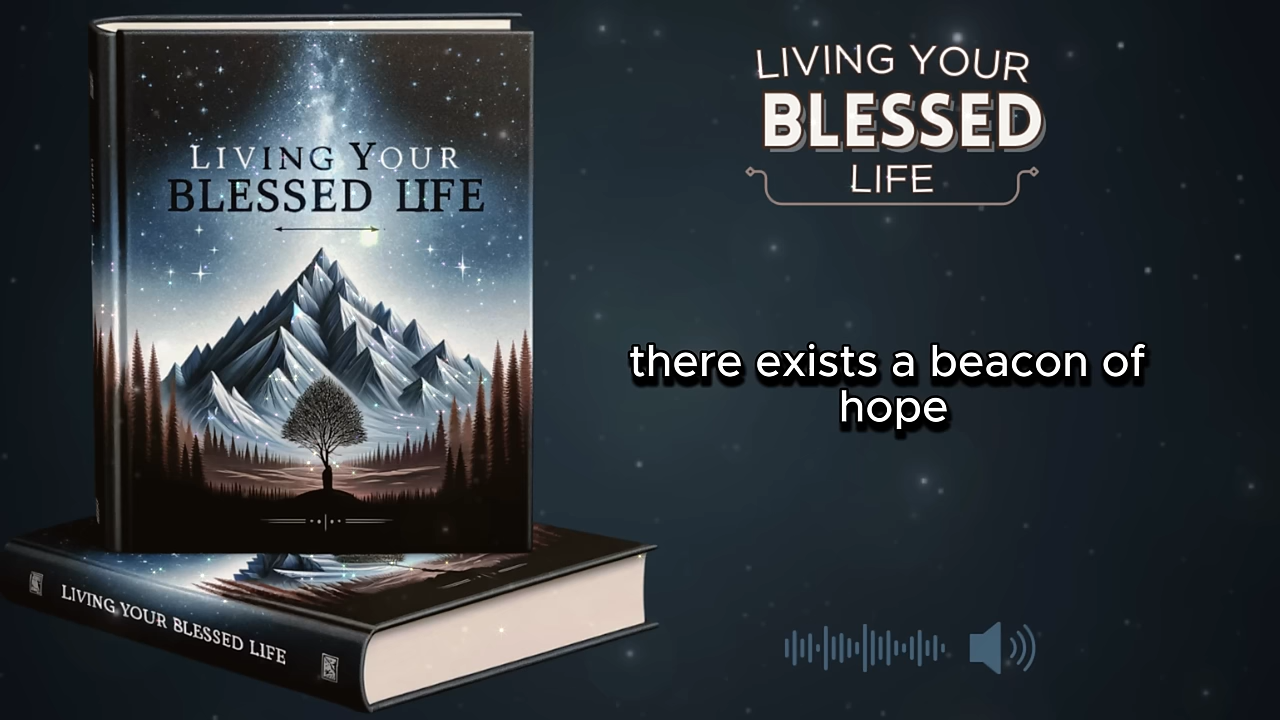 LIVING YOUR
BLESSED LIFE
LIVING YOUR BLESSED LIFE
LIVING YOUR
BLESSED
LIFE
there exists a beacon of
hope